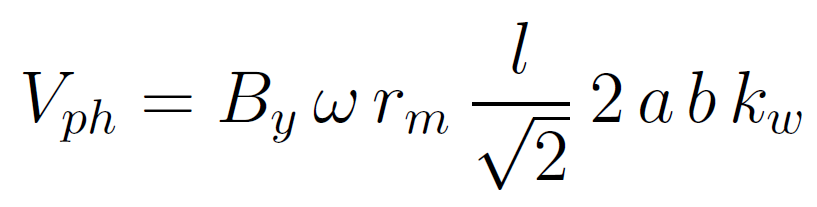 V_{ph} = B_y ω r_m \frac{l}{\sqrt{2}} 2 a b k_w